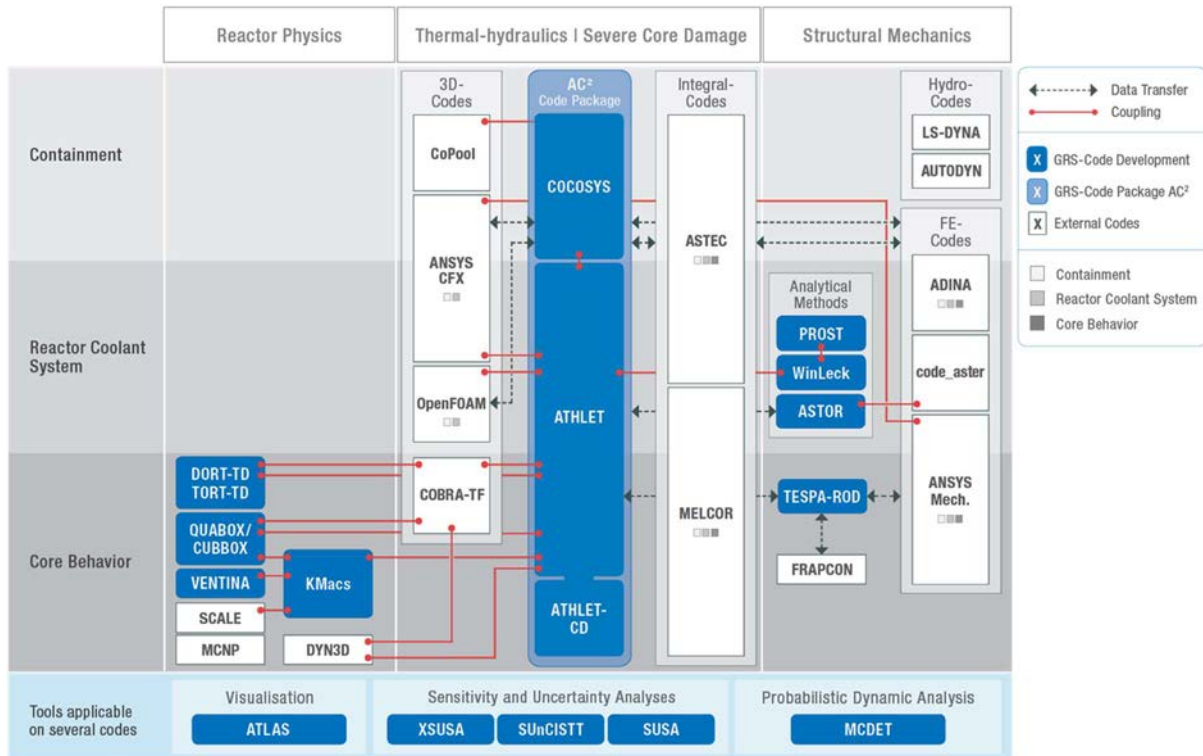 Reactor Physics
Thermal-hydraulics I Severe Core Damage
Structural Mechanics
Containment
Reactor Coolant
System
Core Behavior
3D-
Codes
CoPool
ANSYS
CFX
OpenFOAM
COBRA-TF
AC²
Code Package
COCOSYS
ATHLET
ATHLET-
CD
Integral-
Codes
ASTEC
MELCOR
Hydro-
Codes
LS-DYNA
AUTODYN
FE-
Codes
ADINA
code_aster
ANSYS
Mech.
Analytical
Methods
PROST
WinLeck
ASTOR
TESPA-ROD
FRAPCON
DORT-TD
TORT-TD
QUABOX/
CUBBOX
VENTINA
KMacs
SCALE
MCNP
DYN3D
Data Transfer
Coupling
X GRS-Code Development
X GRS-Code Package AC²
X External Codes
Containment
Reactor Coolant System
Core Behavior
Tools applicable
on several codes
Visualisation
ATLAS
Sensitivity and Uncertainty Analyses
XSUSA
SUnCISTT
SUSA
Probabilistic Dynamic Analysis
MCDET